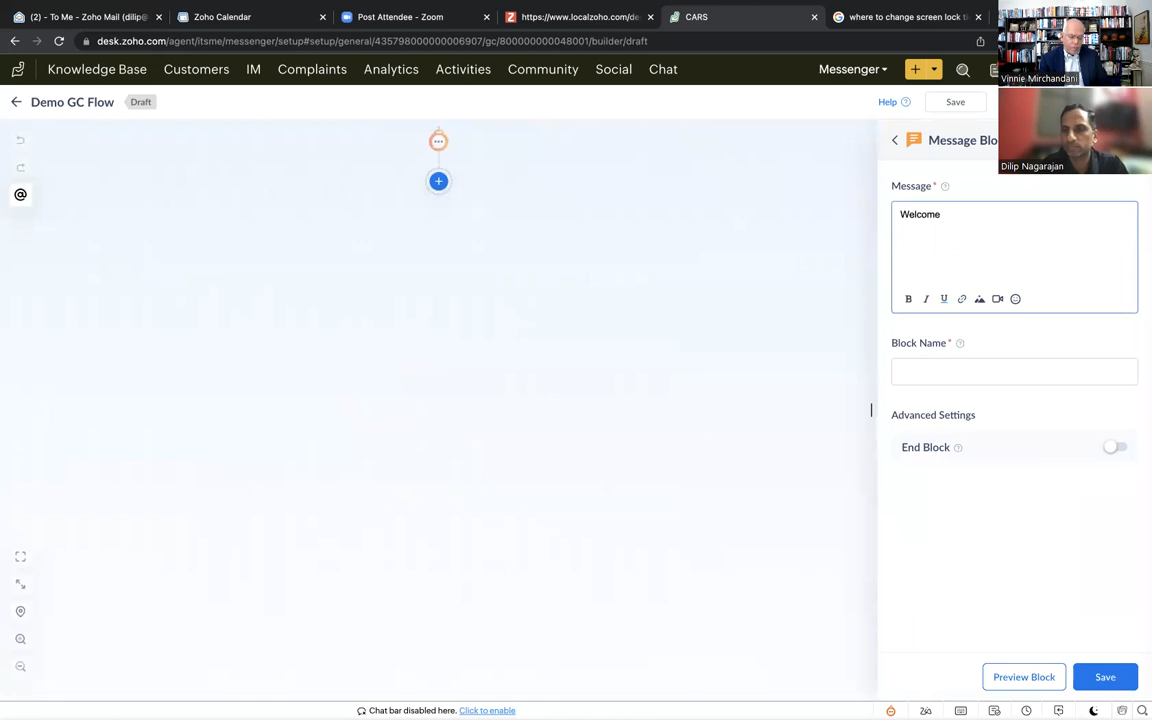 (2) - To Me - Zoho Mail (dilip@
Zoho Calendar
Post Attendee - Zoom
https://www.localzoho.com/de
CARS
where to change screen lock ti
desk.zoho.com/agent/itsme/messenger/setup#setup/general/435798000000006907/gc/800000000048001/builder/draft
Knowledge Base
Customers
IM
Complaints
Analytics
Activities
Community
Social
Chat
Messenger
Vinnie Mirchandani
Demo GC Flow
Draft
Help
Save
Message Blo
Dilip Nagarajan
Message*
Welcome
B I U
Block Name*
Advanced Settings
End Block
Preview Block
Save
Chat bar disabled here. Click to enable